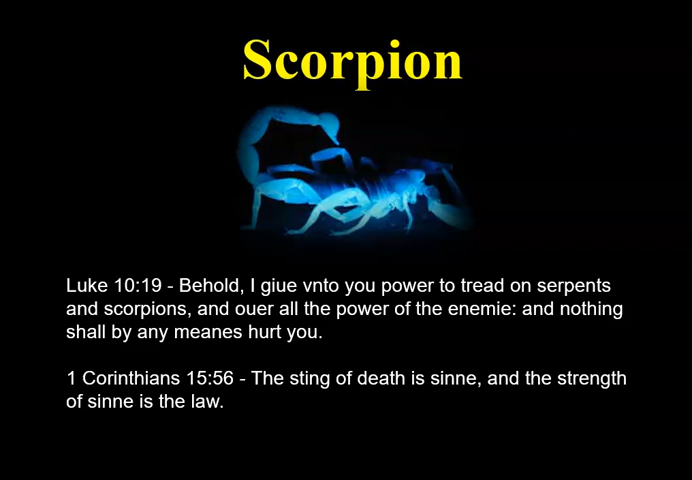 Scorpion
Luke 10:19 - Behold, I giue vnto you power to tread on serpents
and scorpions, and ouer all the power of the enemie: and nothing
shall by any meanes hurt you.
1 Corinthians 15:56 - The sting of death is sinne, and the strength
of sinne is the law.